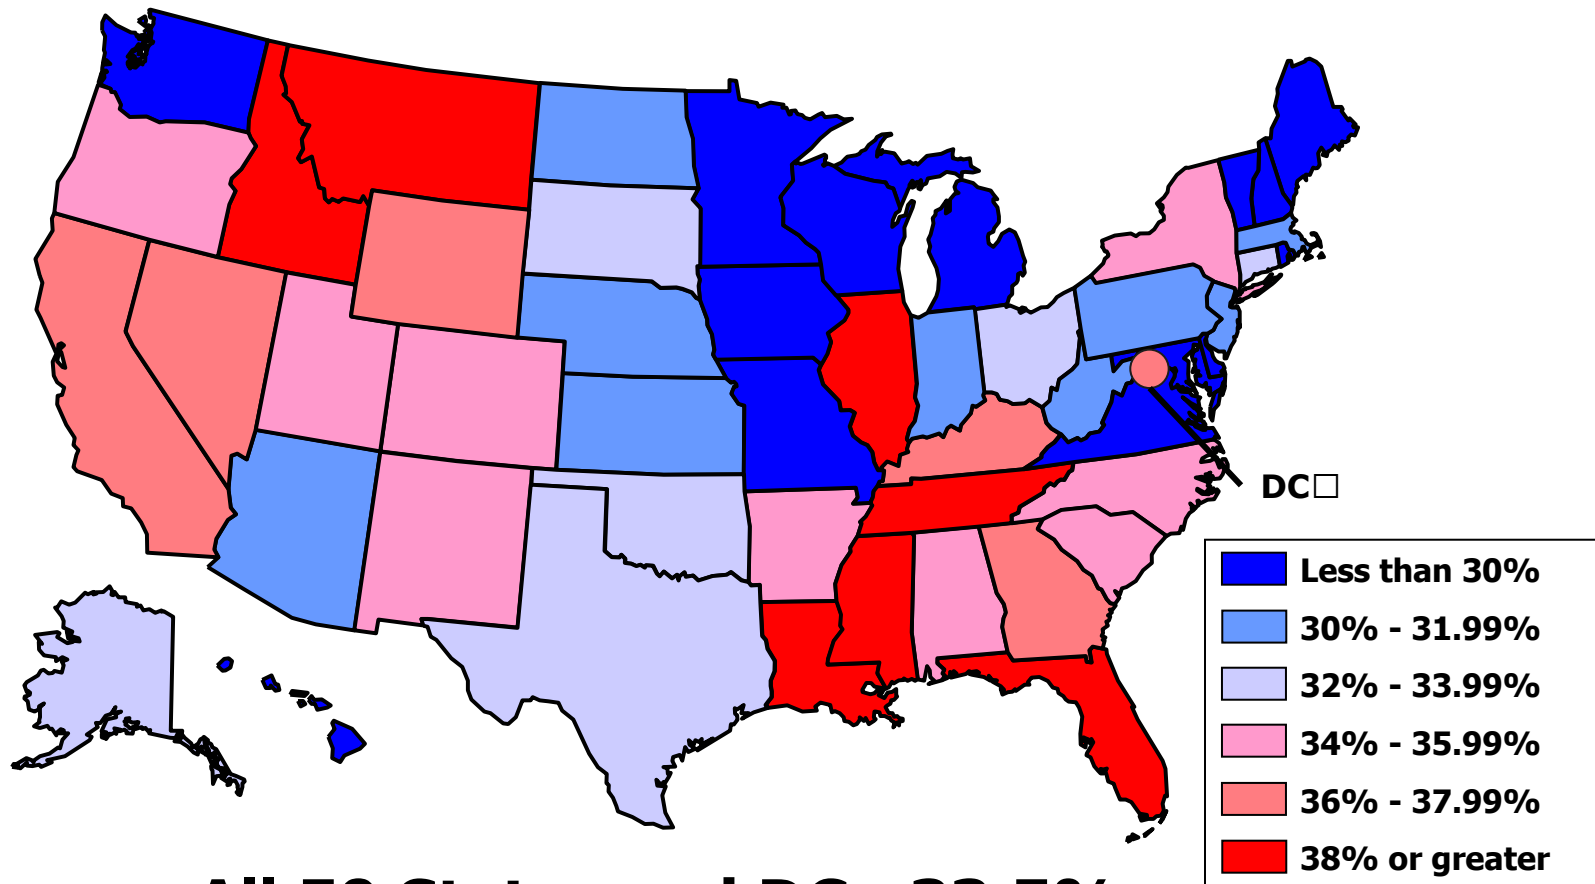 DC□
Less than 30%
30% - 31.99%
32% - 33.99%
34% - 35.99%
36% - 37.99%
38% or greater